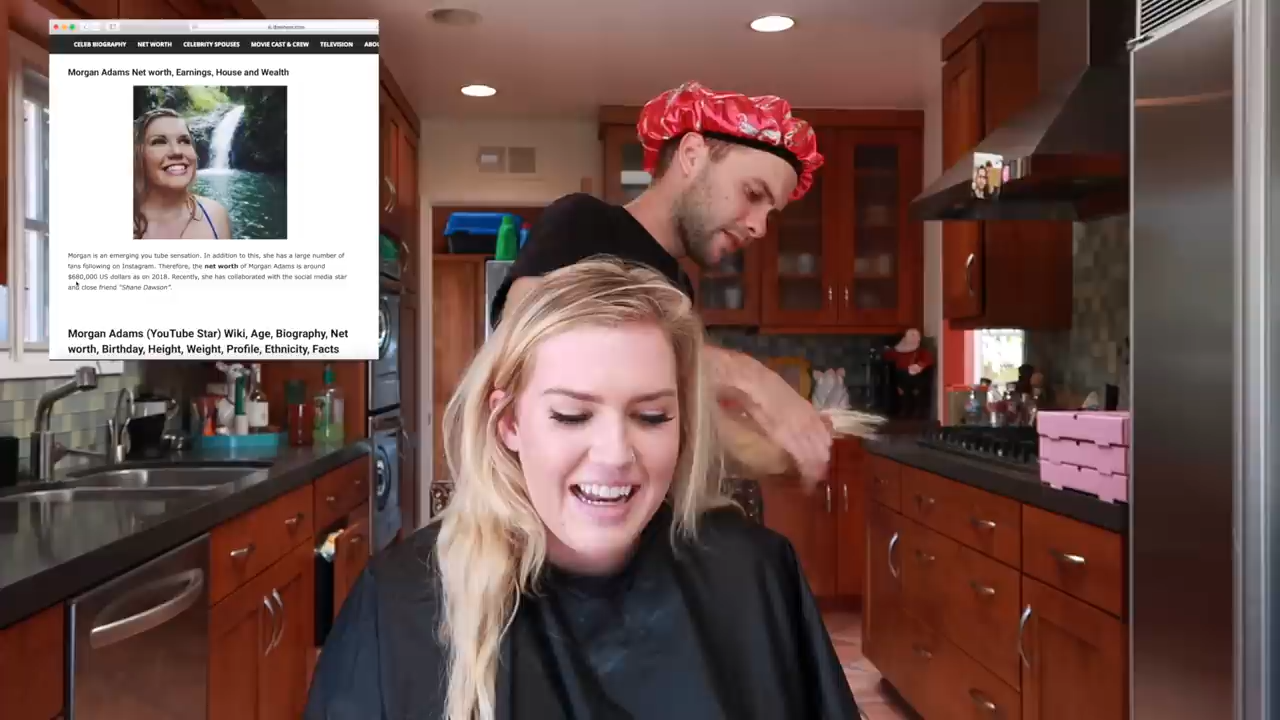 CELEB BIOGRAPHY NET WORTH CELEBRITY SPOUSES MOVIE CAST & CREW TELEVISION
Morgan Adams Net worth, Earnings, House and Wealth
Morgan is an emerging you tube sensation. In addition to this, she has a large number of
fans following on Instagram. Therefore, the net worth of Morgan Adams is around
$680,000 US dollars as on 2018. Recently, she has collaborated with the social media star
and close friend "Shane Dawson".
Morgan Adams (YouTube Star) Wiki, Age, Biography, Net
worth, Birthday, Height, Weight, Profile, Ethnicity, Facts